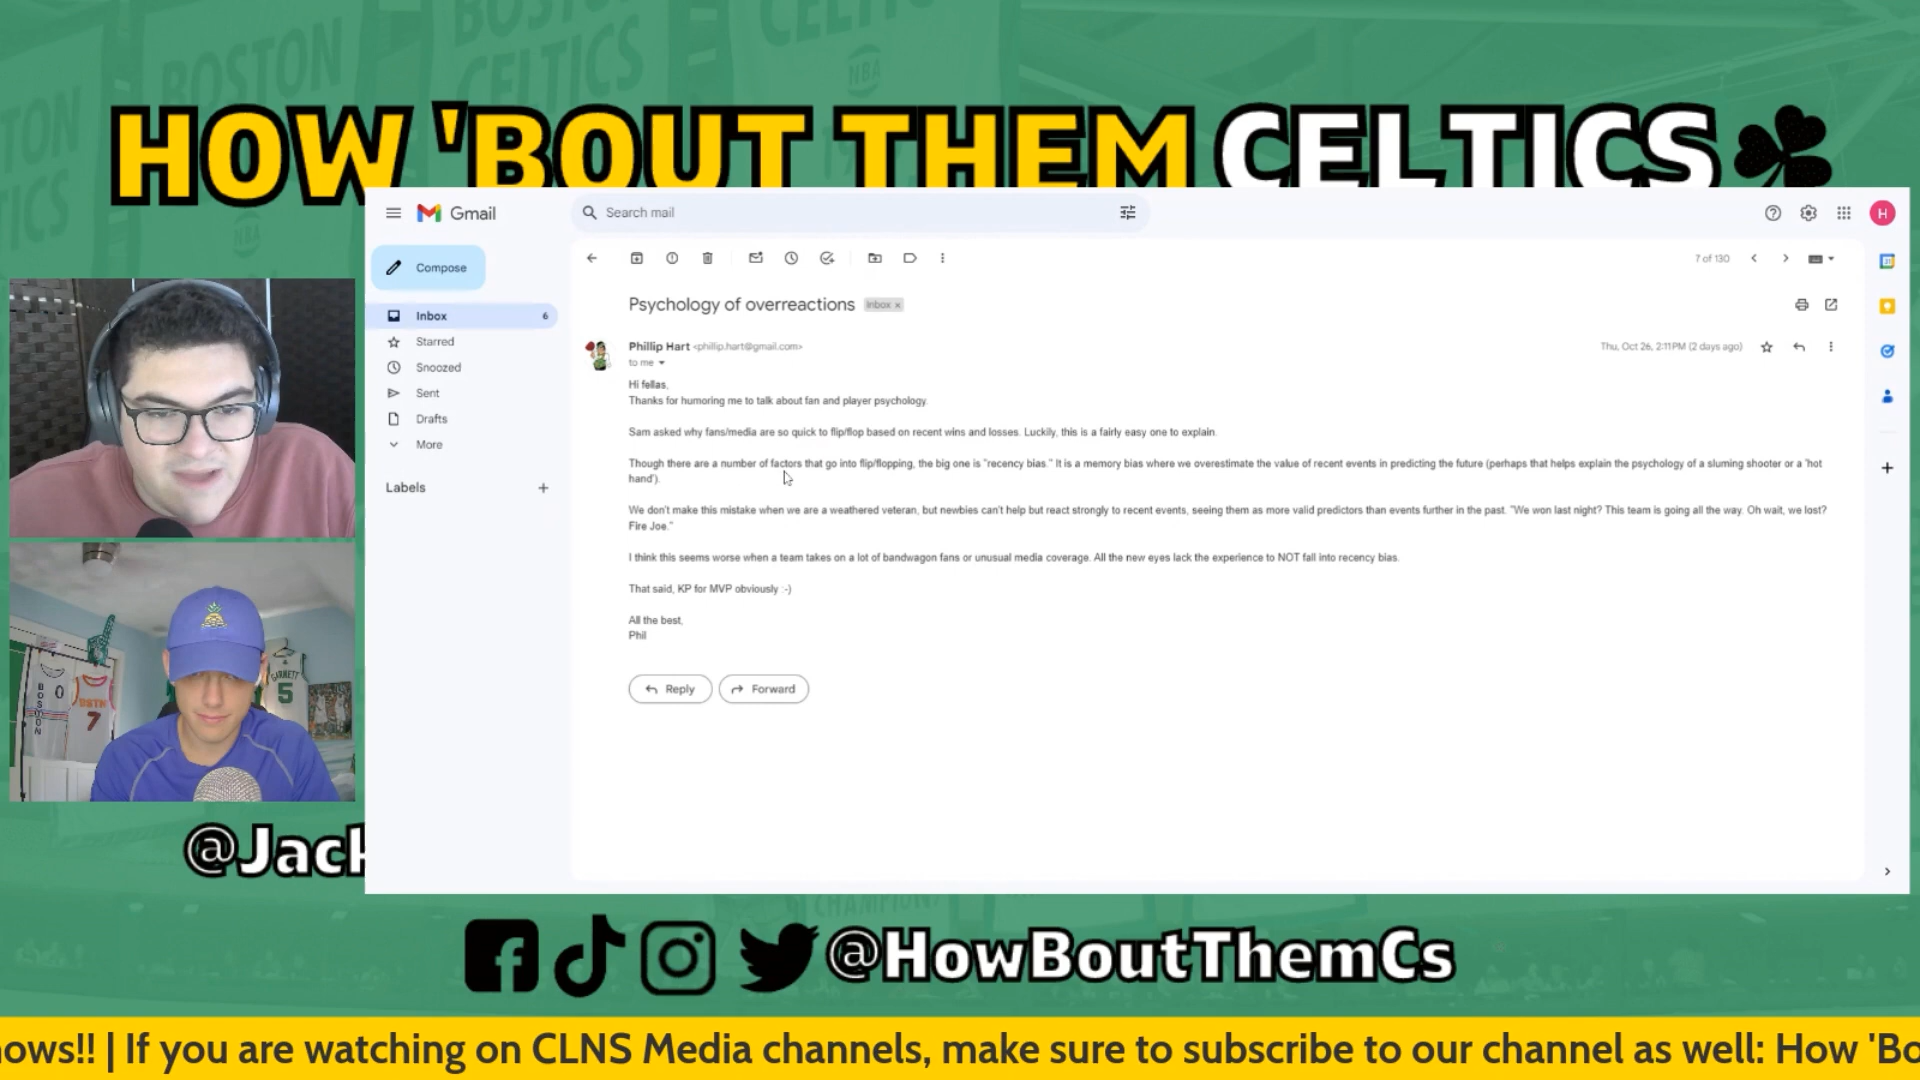 HOW 'BOUT THEM CELTICS
Gmail
Search mail
H
Compose
7 of 130
Inbox 6
Starred
Snoozed
Sent
Drafts
More
Labels
Psychology of overreactions Inbox x
Phillip Hart <phillip.hart@gmail.com> Thu, Oct 26, 2:11 PM (2 days ago)
to me
Hi fellas,
Thanks for humoring me to talk about fan and player psychology.
Sam asked why fans/media are so quick to flip/flop based on recent wins and losses. Luckily, this is a fairly easy one to explain.
Though there are a number of factors that go into flip/flopping, the big one is "recency bias." It is a memory bias where we overestimate the value of recent events in predicting the future (perhaps that helps explain the psychology of a sluming shooter or a 'hot
hand').
We don't make this mistake when we are a weathered veteran, but newbies can't help but react strongly to recent events, seeing them as more valid predictors than events further in the past. "We won last night? This team is going all the way. Oh wait, we lost?
Fire Joe."
I think this seems worse when a team takes on a lot of bandwagon fans or unusual media coverage. All the new eyes lack the experience to NOT fall into recency bias.
That said, KP for MVP obviously :-)
All the best,
Phil
Reply Forward
BOSTON 0
7
GARNETT
5
@Jack
@HowBoutThemCs
ows!! | If you are watching on CLNS Media channels, make sure to subscribe to our channel as well: How 'Bo
BOSTON
CELTICS
BOSTON
CELTICS
CELTICS
NBA
NBA